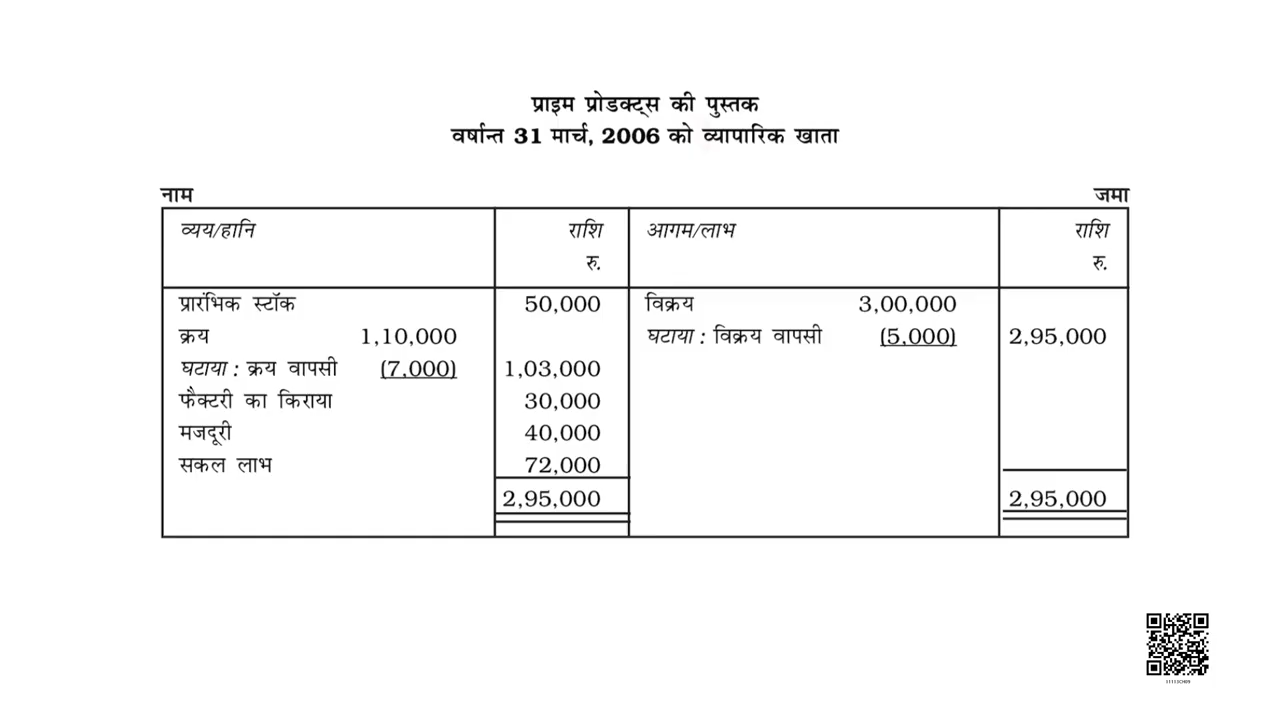 प्राइम प्रोडक्ट्स की पुस्तक
वर्षान्त 31 मार्च, 2006 को व्यापारिक खाता
नाम जमा
व्यय/हानि राशि आगम/लाभ राशि
रु. रु.
प्रारंभिक स्टॉक 50,000 विक्रय 3,00,000
क्रय 1,10,000 घटाया : विक्रय वापसी (5,000) 2,95,000
घटाया : क्रय वापसी (7,000) 1,03,000
फैक्टरी का किराया 30,000
मजदूरी 40,000
सकल लाभ 72,000
2,95,000 2,95,000